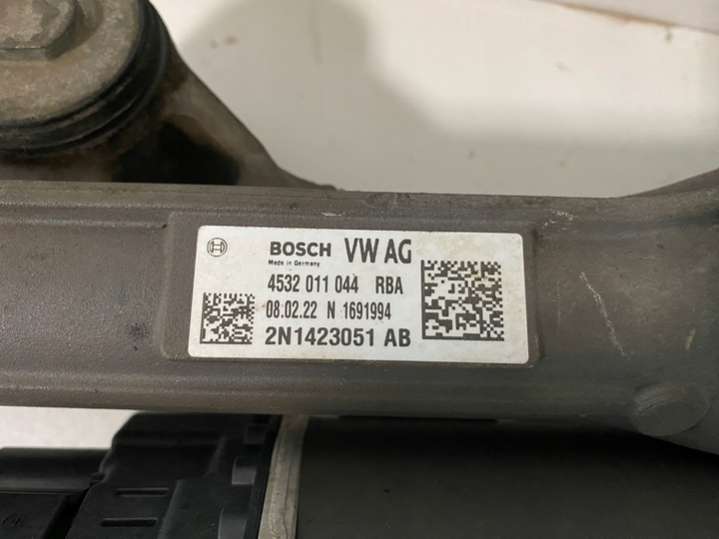 BOSCH VW AG
Made in Germany
4532 011 044 RBA
08.02.22 N 1691994
2N1423051 AB